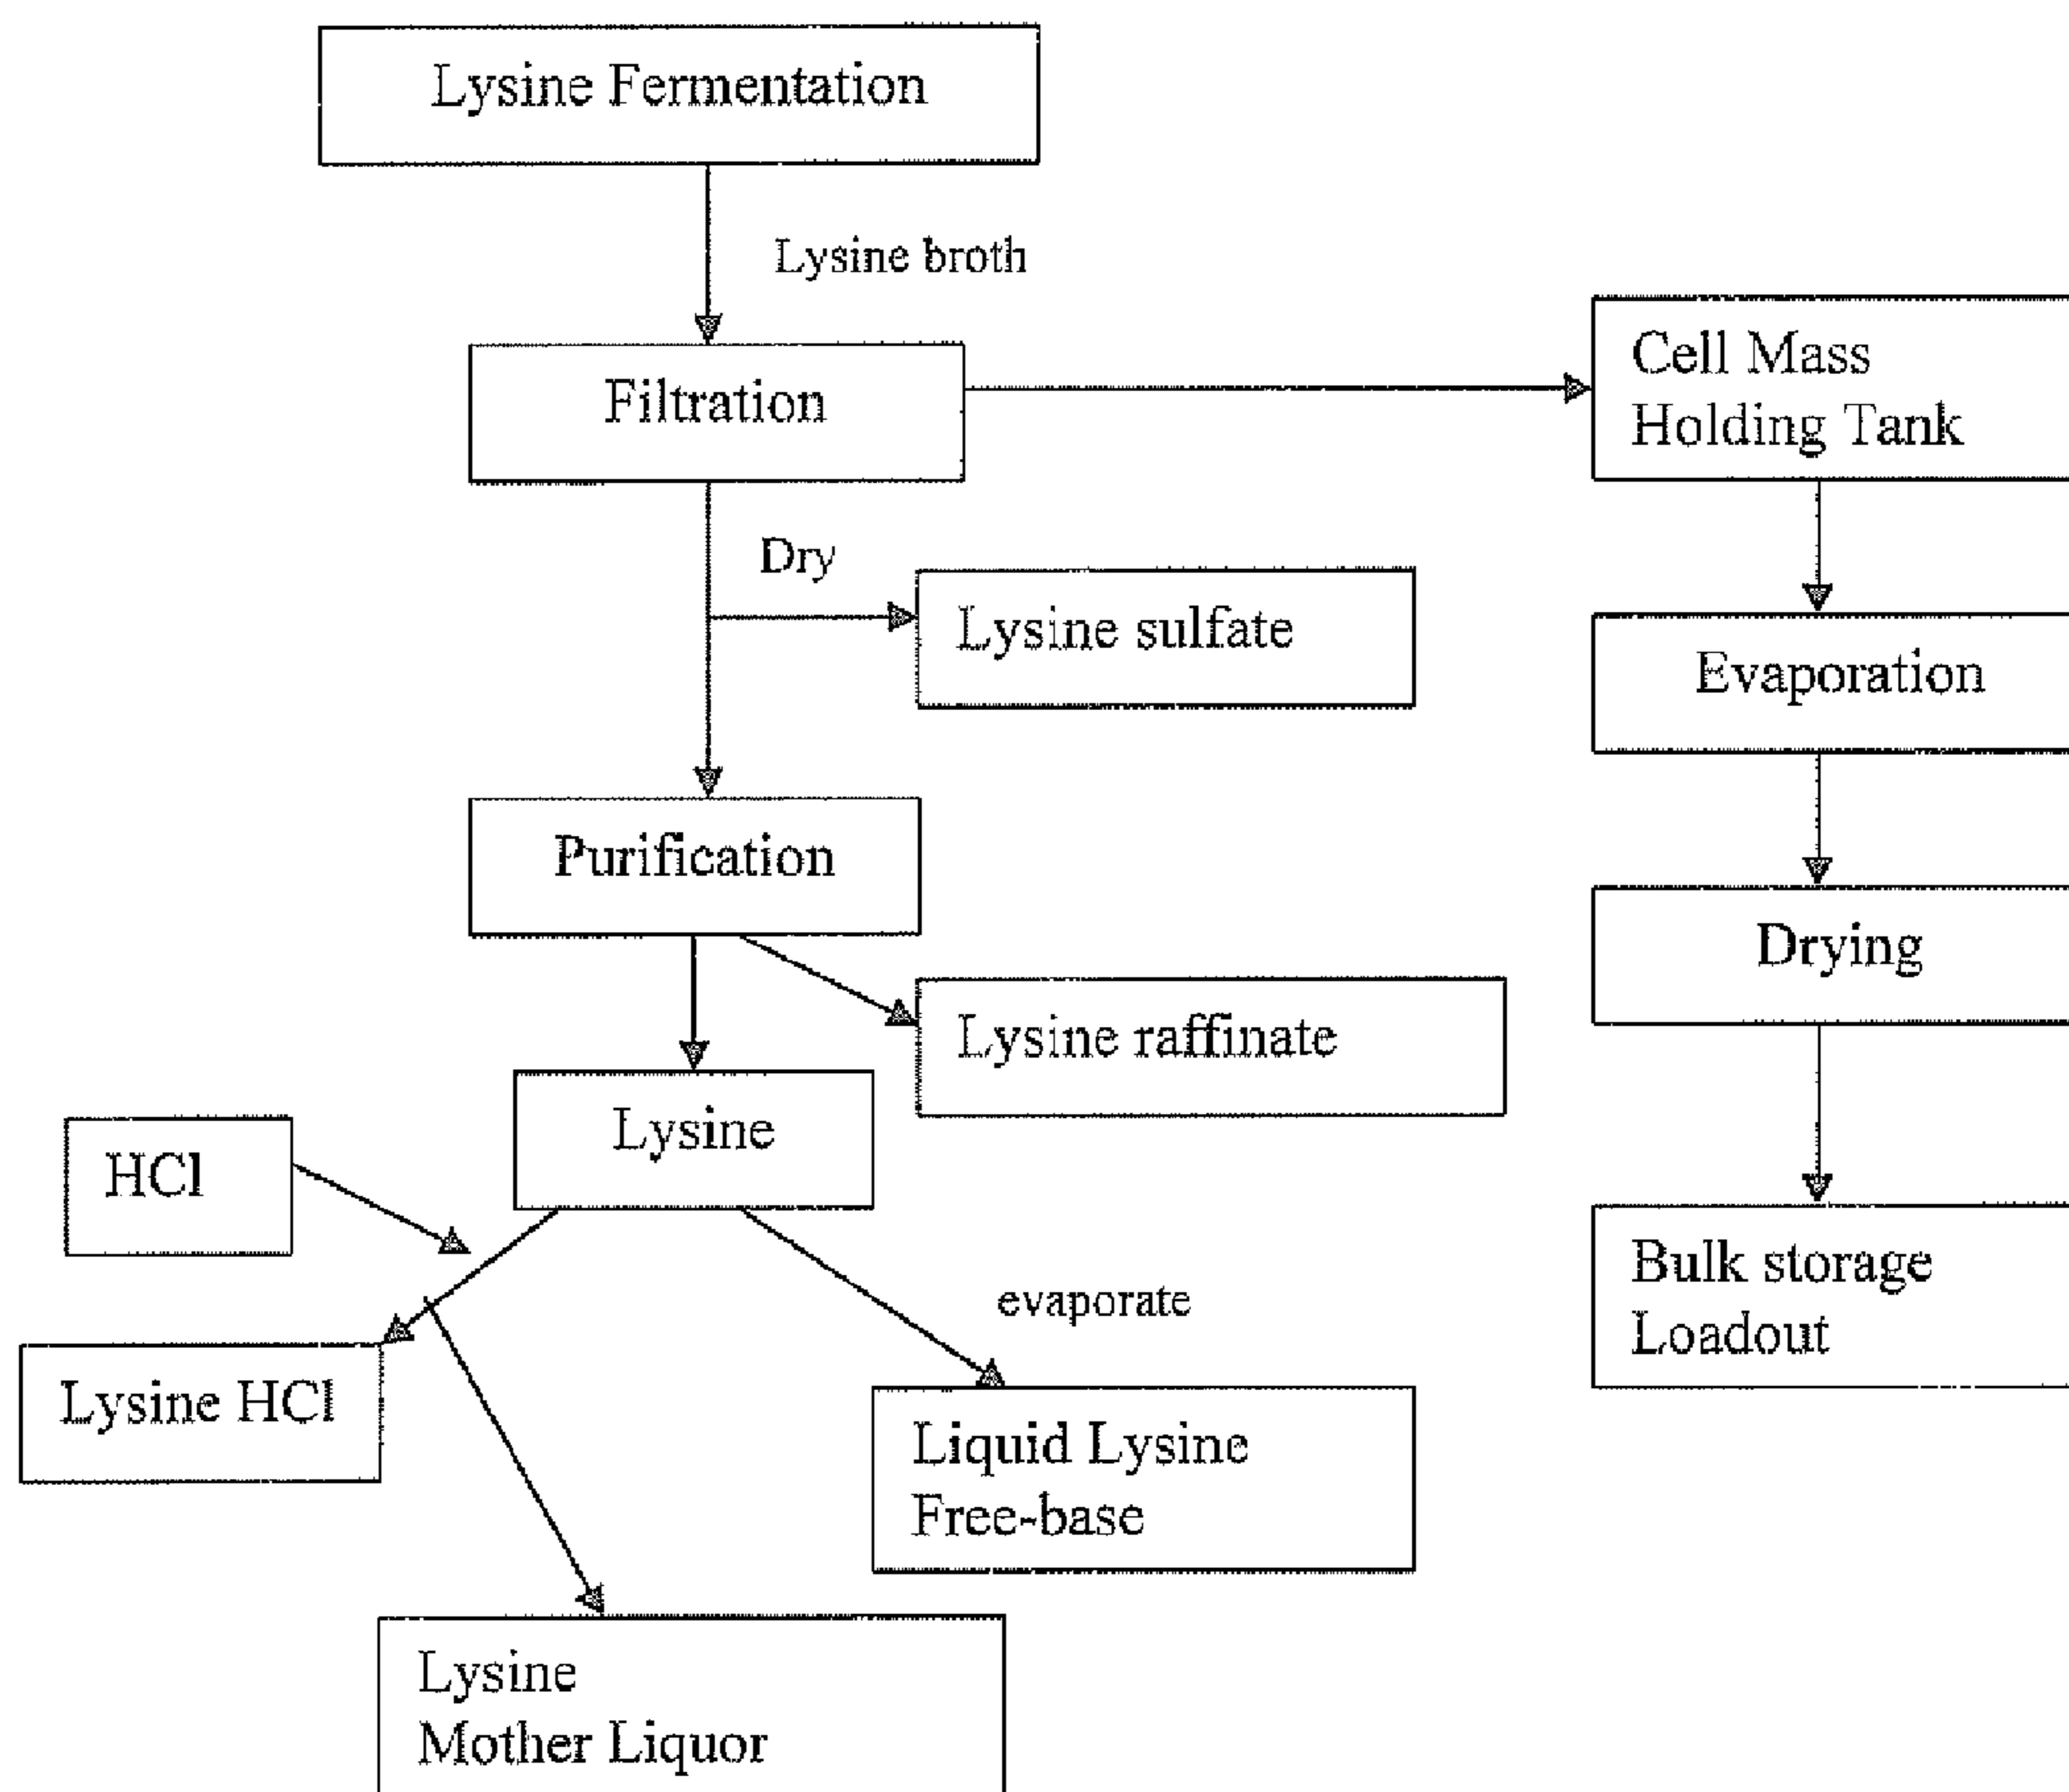 Lysine Fermentation
Lysine broth
Filtration
Cell Mass
Holding Tank
Dry
Lysine sulfate
Evaporation
Purification
Drying
Lysine raffinate
Lysine
HCl
Bulk storage
Loadout
evaporate
Lysine HCl
Liquid Lysine
Free-base
Lysine
Mother Liquor